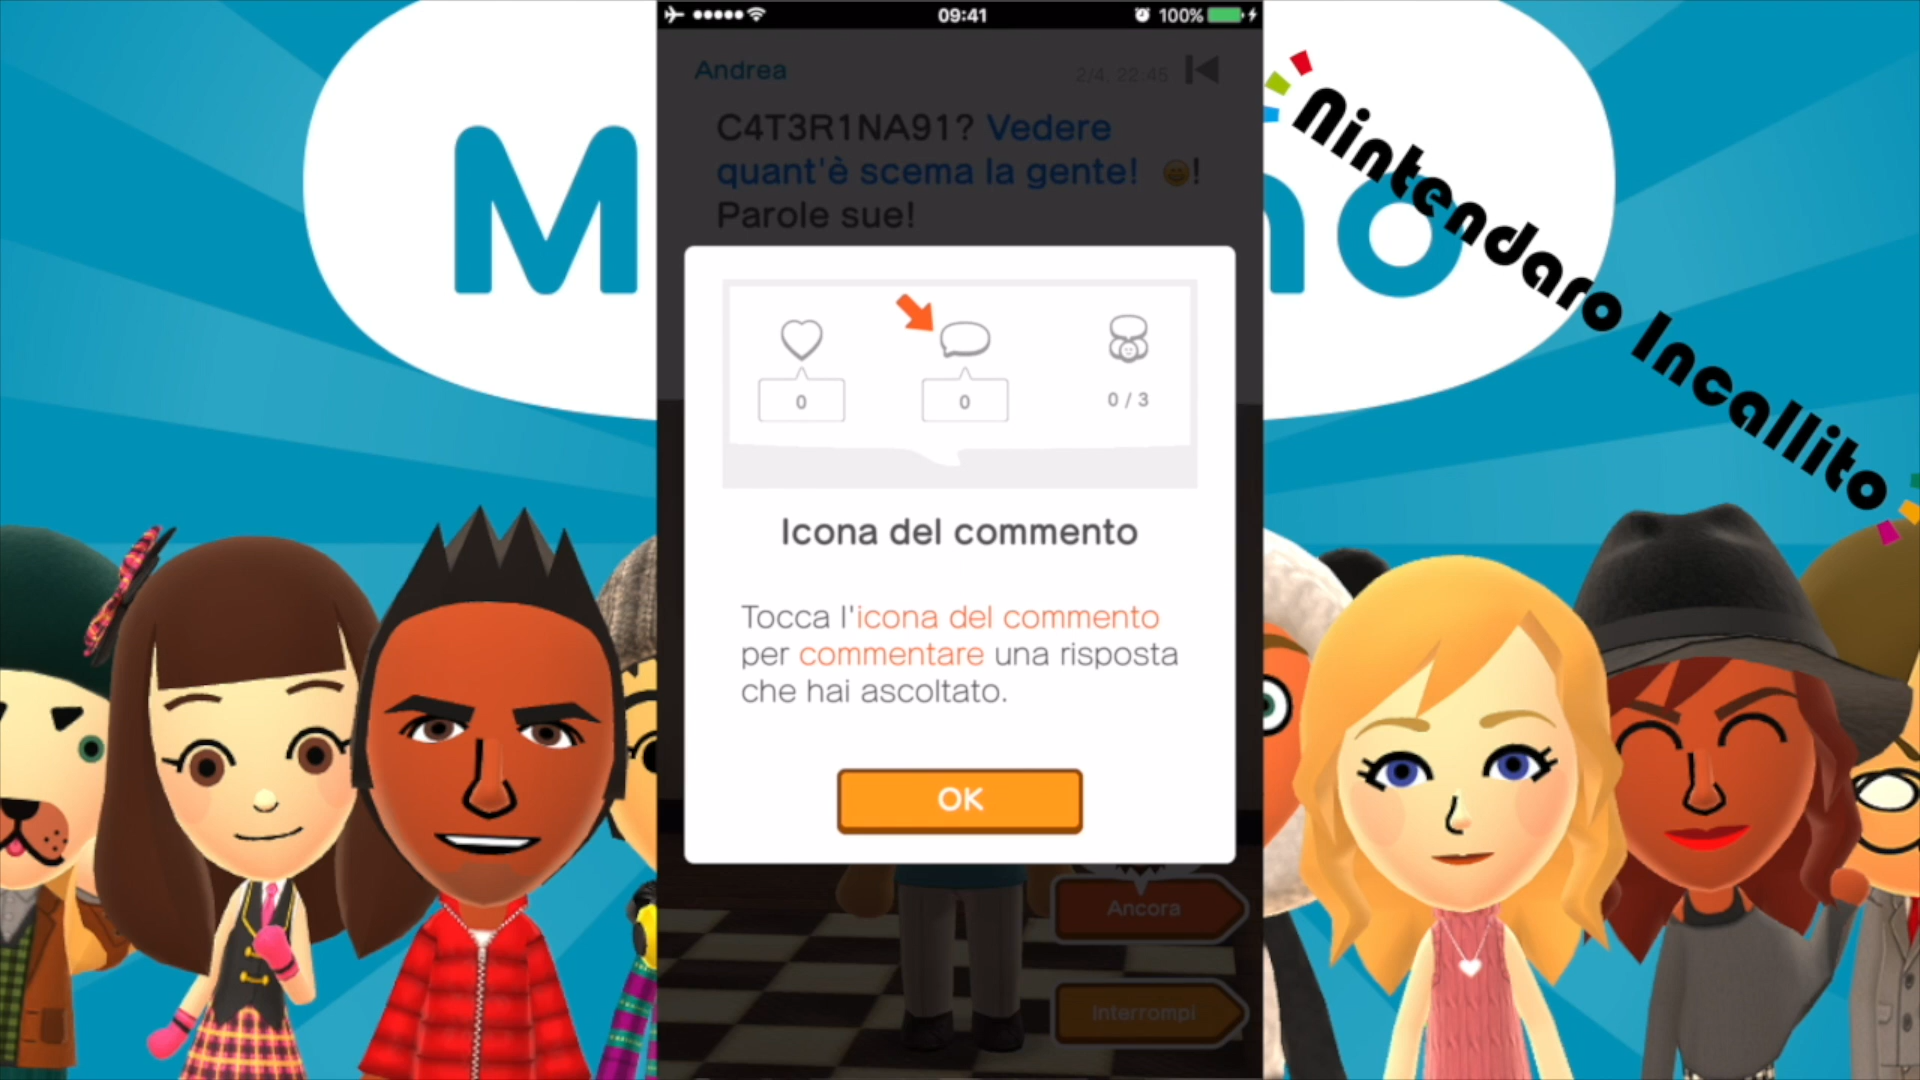 09:41
100%
Andrea
2/4, 22:46
C4T3R1NA91? Vedere
quant'è scema la gente! !
Parole sue!
M
no
Nintendaro Incallito
0
0
0 / 3
Icona del commento
Tocca l'icona del commento
per commentare una risposta
che hai ascoltato.
OK
Ancora
Interrompi